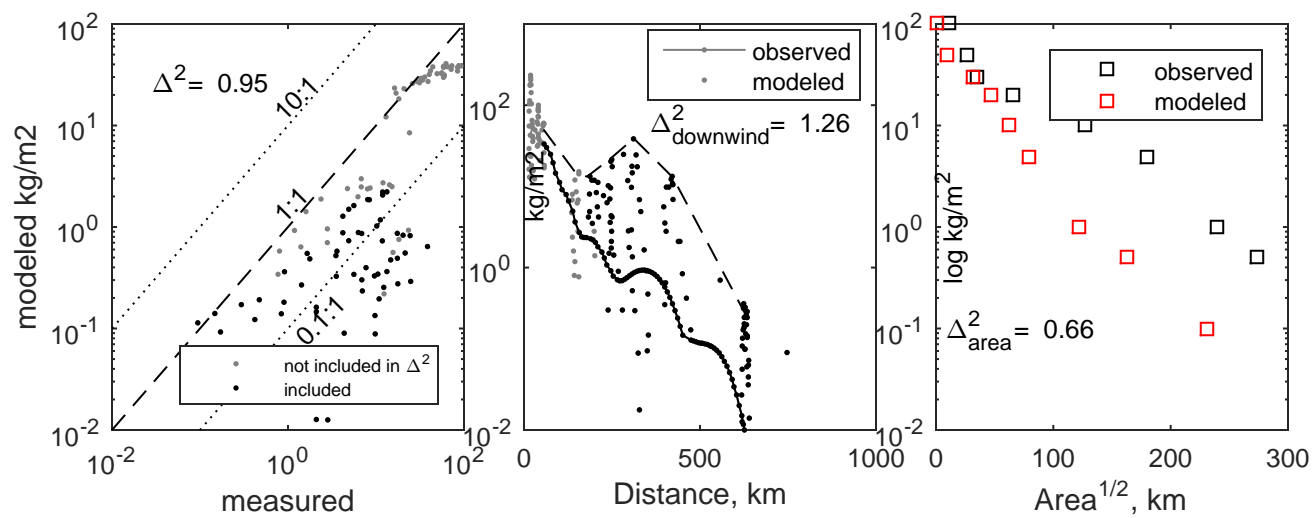 10^2
10^1
10^0
10^-1
10^-2
modeled kg/m2
Δ^2= 0.95
10:1
1:1
0.1:1
not included in Δ^2
included
10^-2
10^0
10^2
measured
10^2
10^0
10^-2
kg/m2
observed
modeled
Δ^2_downwind= 1.26
0
500
1000
Distance, km
10^2
10^1
10^0
10^-1
10^-2
log kg/m^2
observed
modeled
Δ^2_area= 0.66
0
100
200
300
Area^1/2, km